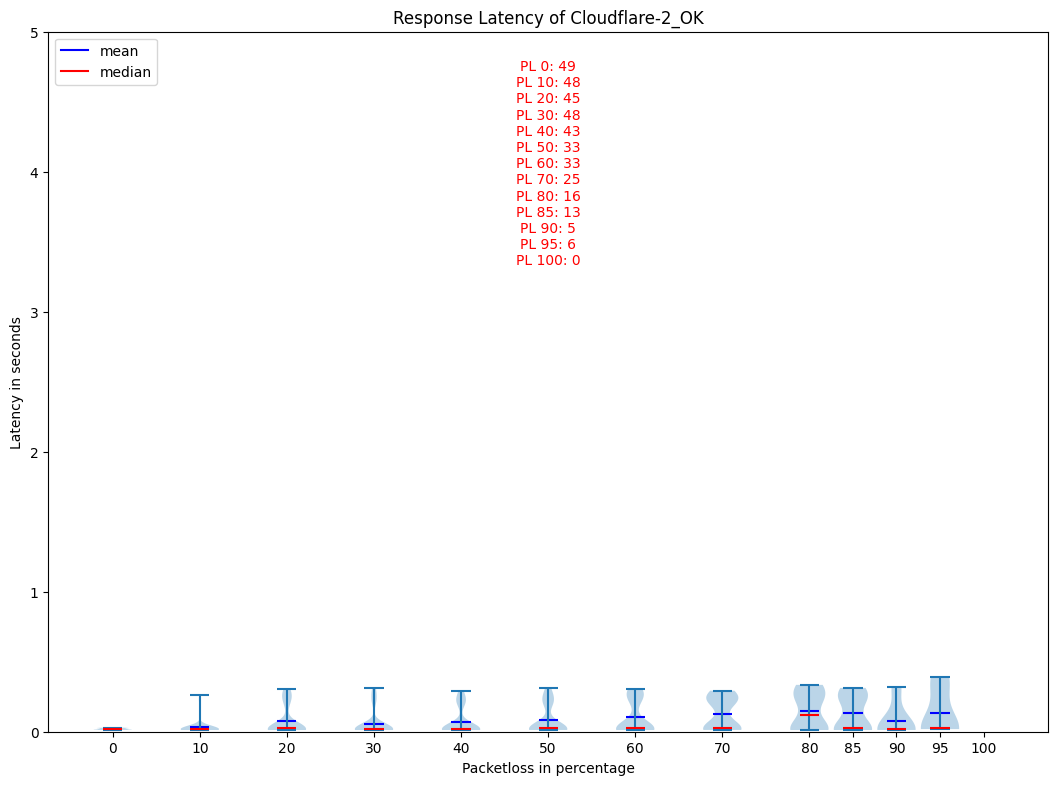 Response Latency of Cloudflare-2_OK
mean
median
PL 0: 49
PL 10: 48
PL 20: 45
PL 30: 48
PL 40: 43
PL 50: 33
PL 60: 33
PL 70: 25
PL 80: 16
PL 85: 13
PL 90: 5
PL 95: 6
PL 100: 0
Latency in seconds
5
4
3
2
1
0
0 10 20 30 40 50 60 70 80 85 90 95 100
Packetloss in percentage